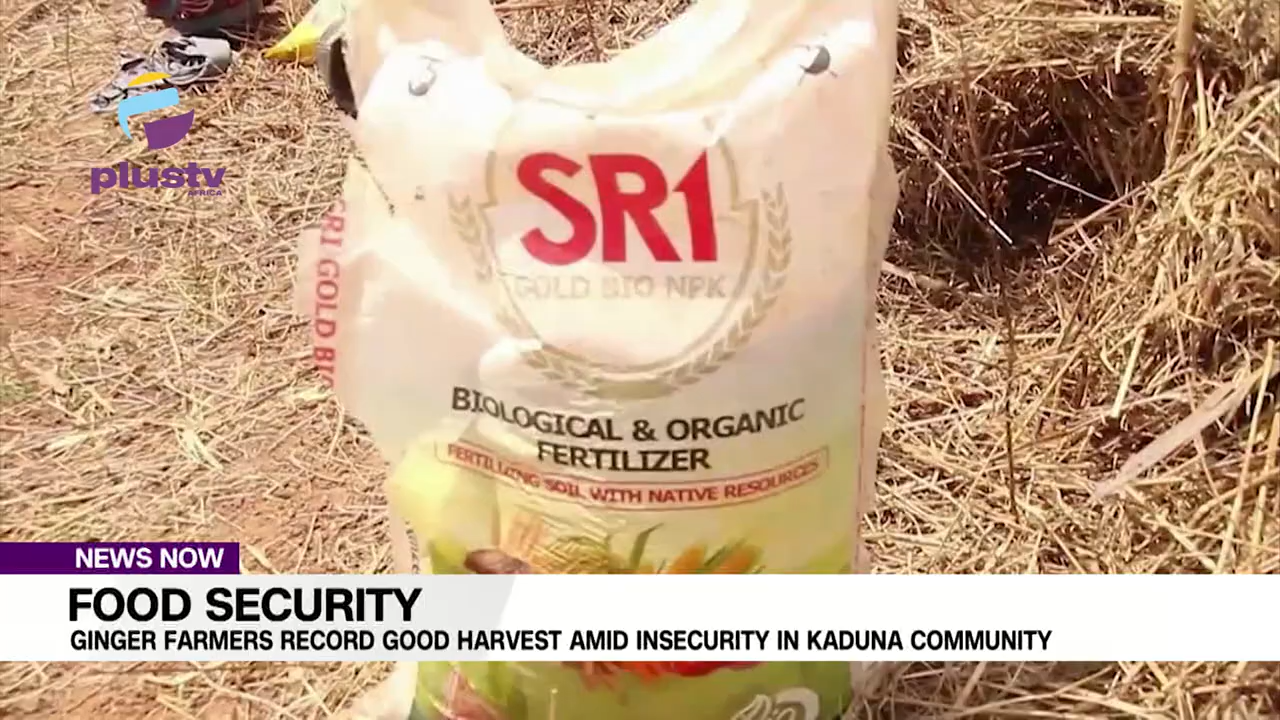 plustv
AFRICA
SR1
GOLD BIO NPK
SR1 GOLD BIO
BIOLOGICAL & ORGANIC
FERTILIZER
FERTILIZING SOIL WITH NATIVE RESOURCES
NEWS NOW
FOOD SECURITY
GINGER FARMERS RECORD GOOD HARVEST AMID INSECURITY IN KADUNA COMMUNITY